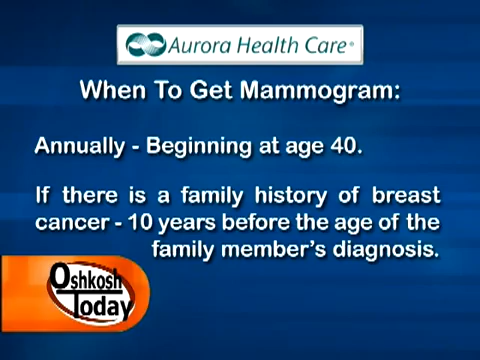 Aurora Health Care®
When To Get Mammogram:
Annually - Beginning at age 40.
If there is a family history of breast
cancer - 10 years before the age of the
family member's diagnosis.
Oshkosh
Today